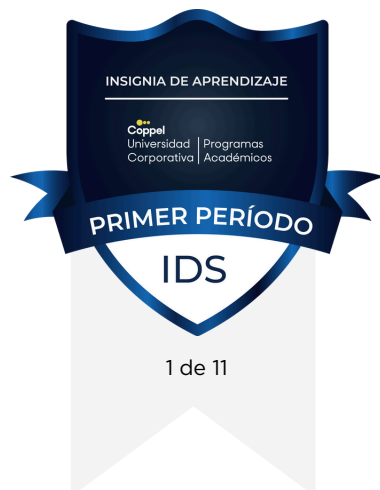 INSIGNIA DE APRENDIZAJE
Coppel
Universidad | Programas
Corporativa | Académicos
PRIMER PERÍODO
IDS
1 de 11